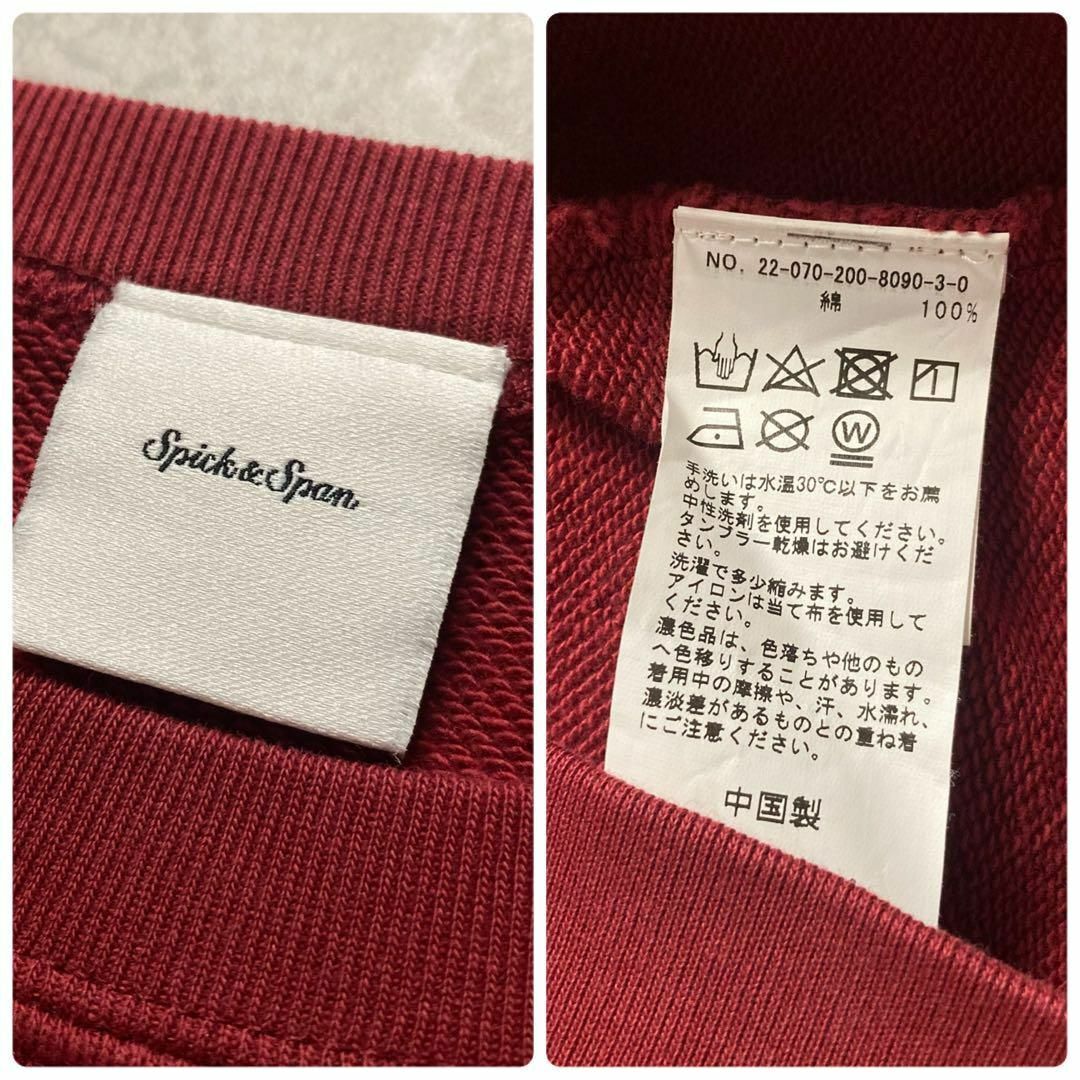 Spick & Span
NO. 22-070-200-8090-3-0
綿 100%
W
手洗いは水温30℃以下をお薦
めします。
中性洗剤を使用してください。
タンブラー乾燥はお避けくだ
さい。
洗濯で多少縮みます。
アイロンは当て布を使用して
ください。
濃色品は、色落ちや他のもの
へ色移りすることがあります。
着用中の摩擦や、汗、水濡れ、
濃淡差があるものとの重ね着
にご注意ください。
中国製